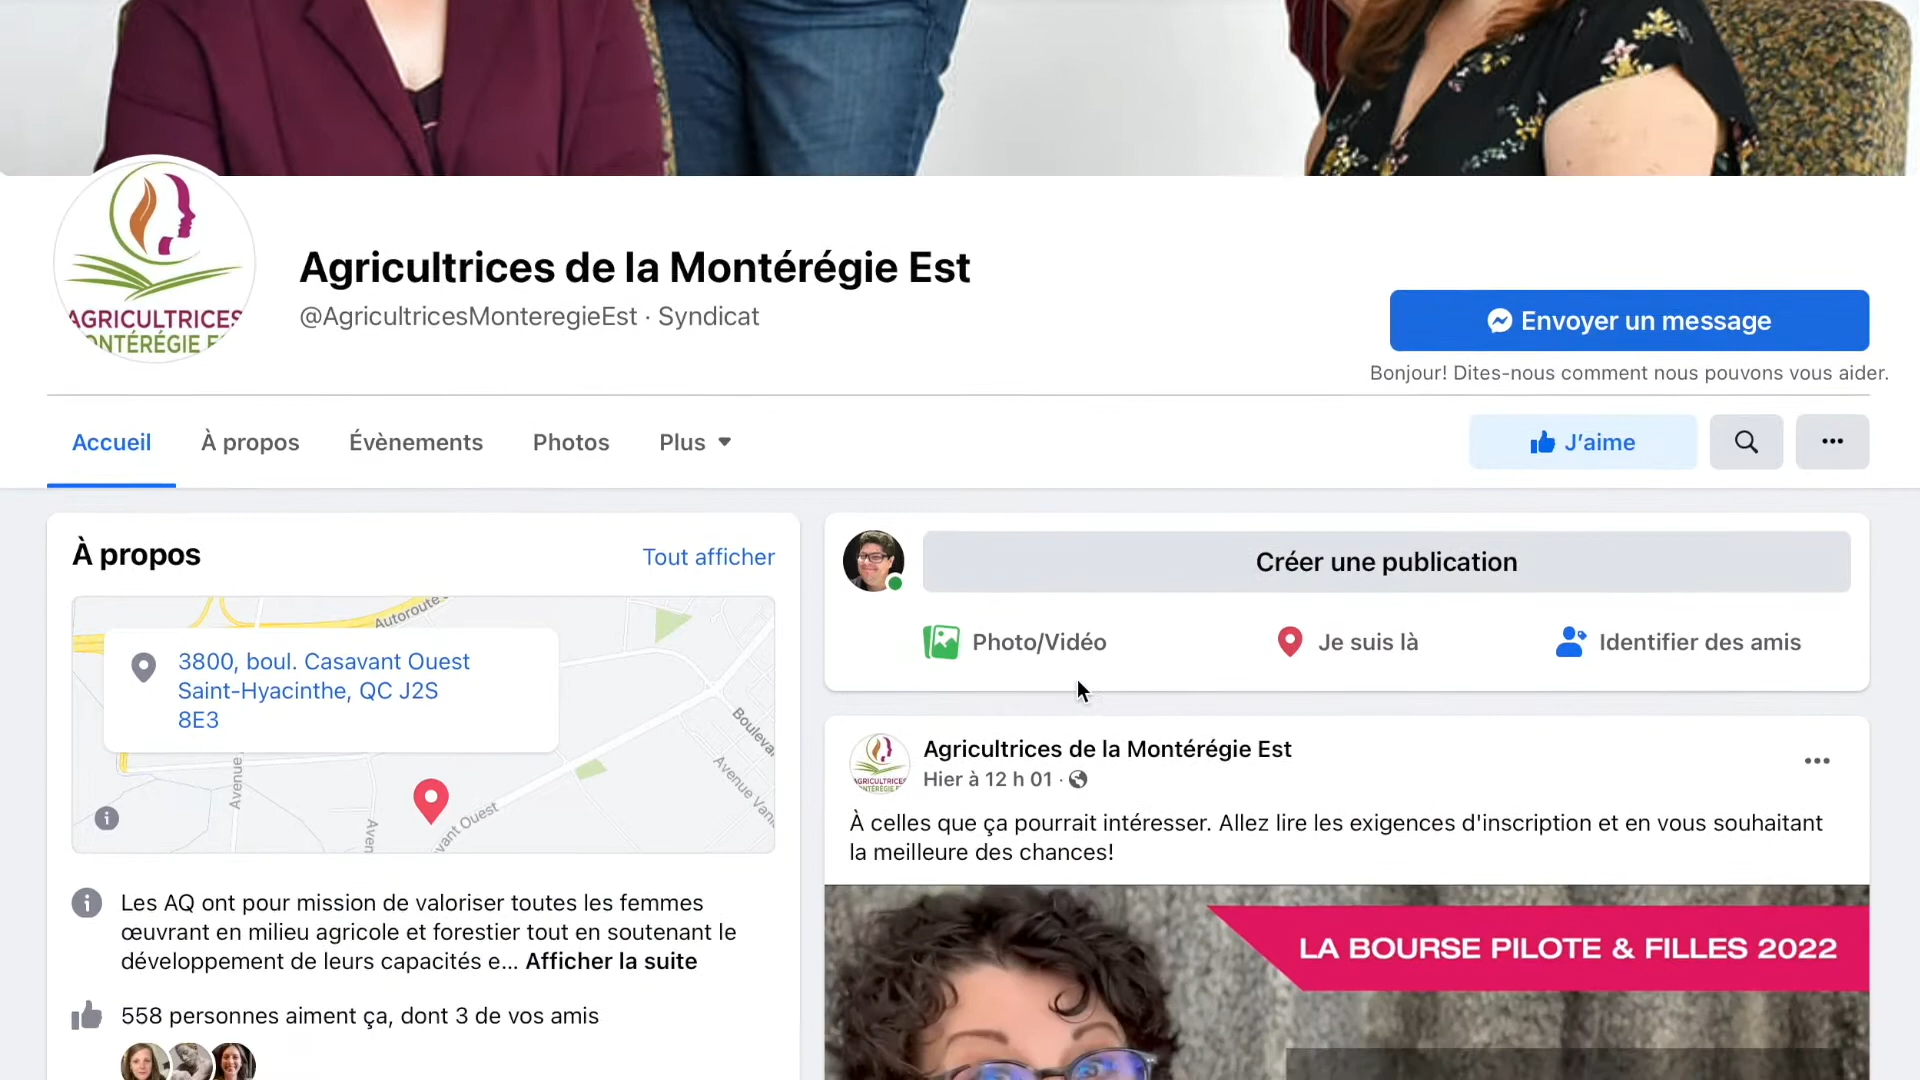 AGRICULTRICES
Agricultrices de la Montérégie Est
@AgricultricesMonteregieEst · Syndicat
Envoyer un message
Bonjour! Dites-nous comment nous pouvons vous aider.
Accueil
À propos
Évènements
Photos
Plus
J’aime
À propos
Tout afficher
Autoroute
3800, boul. Casavant Ouest
Saint-Hyacinthe, QC J2S
8E3
Avenue
Aven
vant Ouest
Bouleva
Avenue Van
Les AQ ont pour mission de valoriser toutes les femmes
œuvrant en milieu agricole et forestier tout en soutenant le
développement de leurs capacités e... Afficher la suite
558 personnes aiment ça, dont 3 de vos amis
Créer une publication
Photo/Vidéo
Je suis là
Identifier des amis
Agricultrices de la Montérégie Est
Hier à 12 h 01 ·
À celles que ça pourrait intéresser. Allez lire les exigences d'inscription et en vous souhaitant
la meilleure des chances!
LA BOURSE PILOTE & FILLES 2022